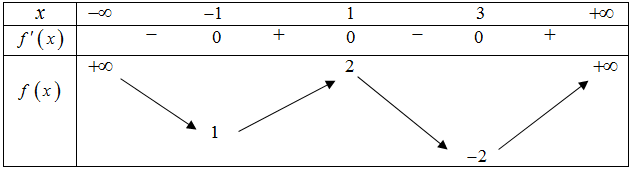 x −∞ −1 1 3 +∞
f'(x) − 0 + 0 − 0 +
+∞ 2 +∞
f(x)
1
−2